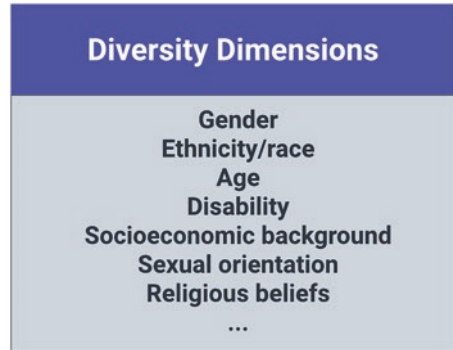 Diversity Dimensions
Gender
Ethnicity/race
Age
Disability
Socioeconomic background
Sexual orientation
Religious beliefs
...